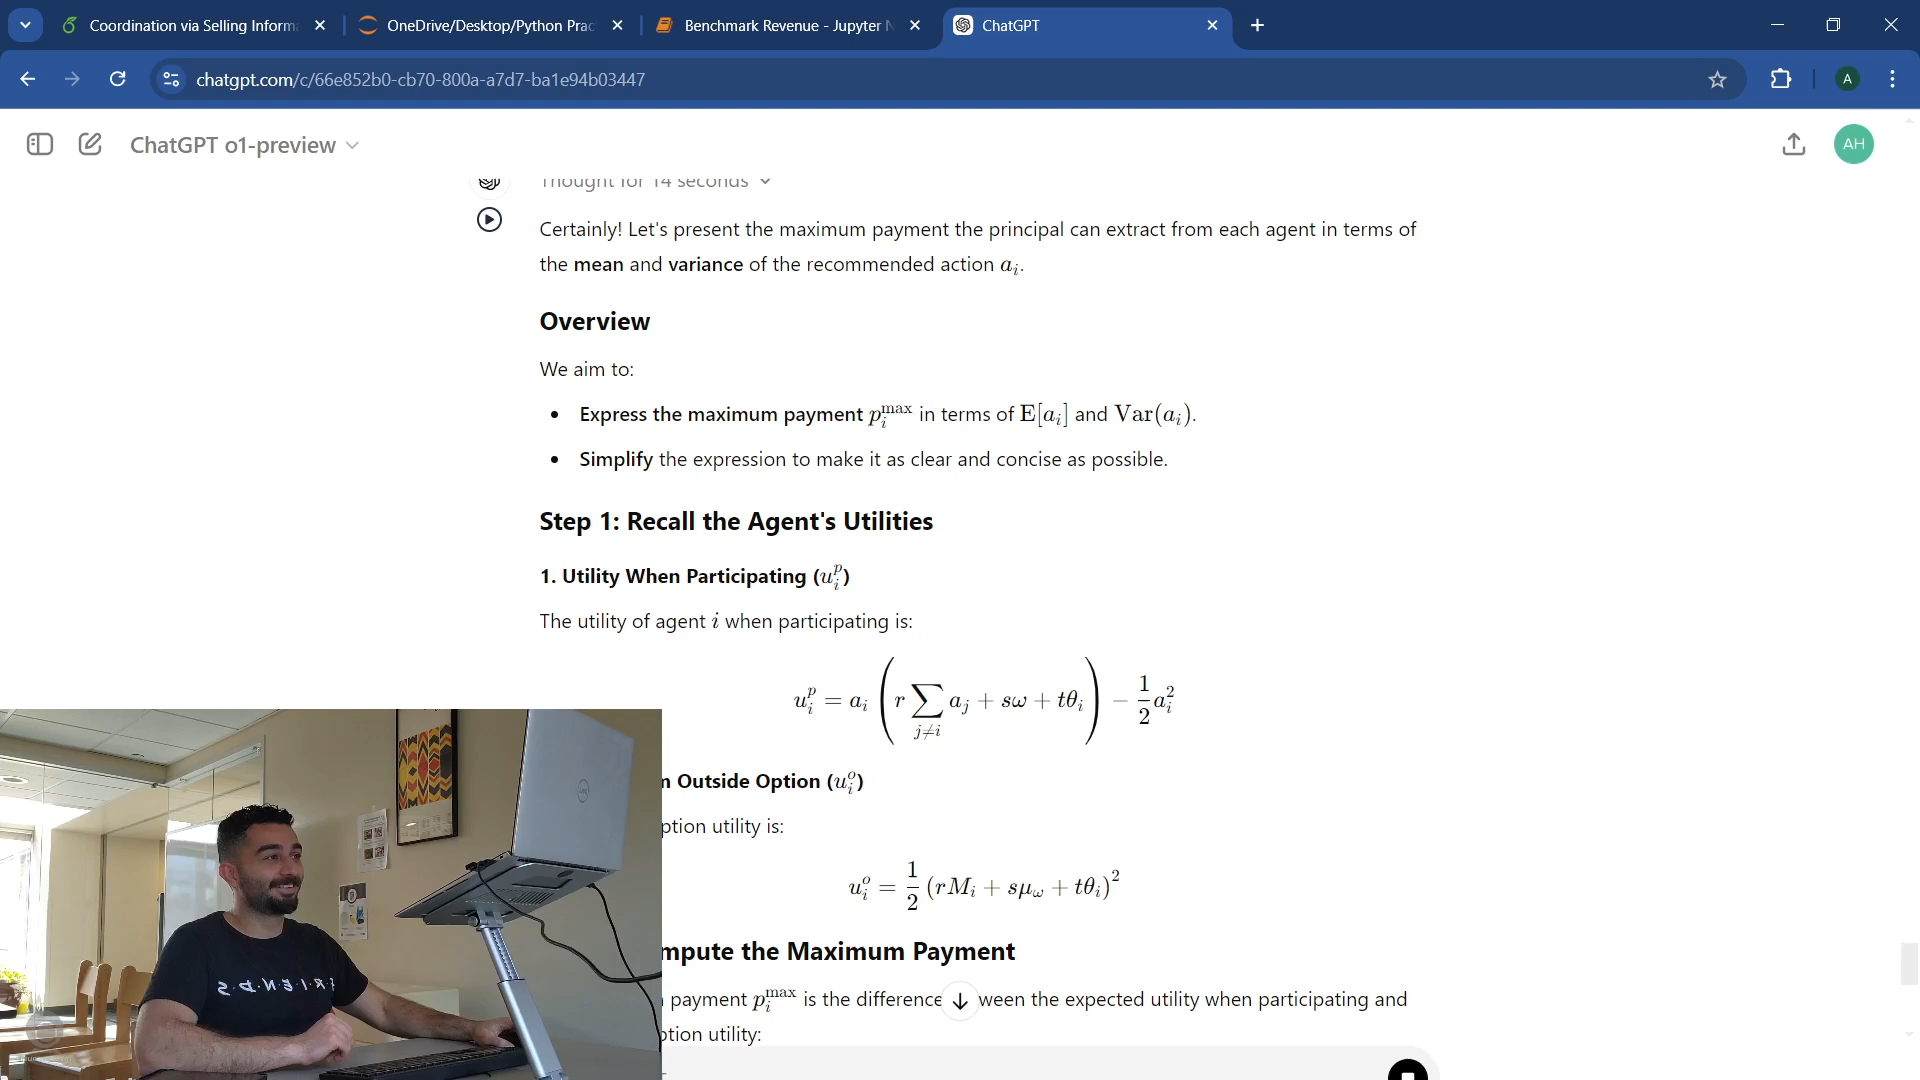 Coordination via Selling Informa
OneDrive/Desktop/Python Prac
Benchmark Revenue - Jupyter N
ChatGPT
chatgpt.com/c/66e852b0-cb70-800a-a7d7-ba1e94b03447
A
ChatGPT o1-preview
AH
Thought for 14 seconds
Certainly! Let's present the maximum payment the principal can extract from each agent in terms of
the mean and variance of the recommended action a_i.
Overview
We aim to:
• Express the maximum payment p_i^max in terms of E[a_i] and Var(a_i).
• Simplify the expression to make it as clear and concise as possible.
Step 1: Recall the Agent's Utilities
1. Utility When Participating (u_i^p)
The utility of agent i when participating is:
u_i^p = a_i ( r ∑_{j≠i} a_j + sω + tθ_i ) − 1/2 a_i^2
n Outside Option (u_i^o)
ption utility is:
u_i^o = 1/2 (rM_i + sμ_ω + tθ_i)^2
mpute the Maximum Payment
payment p_i^max is the difference ween the expected utility when participating and
ption utility:
F·R·I·E·N·D·S